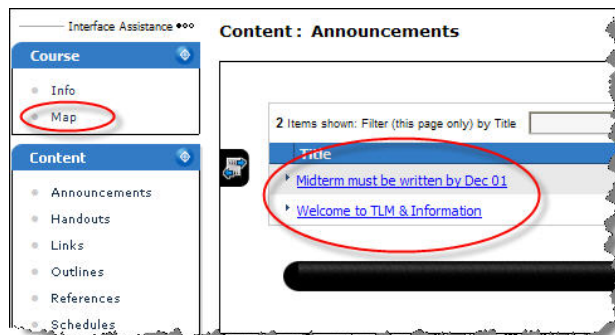 Interface Assistance
Course
Info
Map
Content
Announcements
Handouts
Links
Outlines
References
Schedules
Content : Announcements
2 Items shown: Filter (this page only) by Title
Title
Midterm must be written by Dec 01
Welcome to TLM & Information